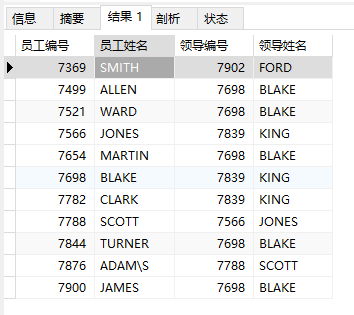 信息 摘要 结果 1 剖析 状态
员工编号 员工姓名 领导编号 领导姓名
7369 SMITH 7902 FORD
7499 ALLEN 7698 BLAKE
7521 WARD 7698 BLAKE
7566 JONES 7839 KING
7654 MARTIN 7698 BLAKE
7698 BLAKE 7839 KING
7782 CLARK 7839 KING
7788 SCOTT 7566 JONES
7844 TURNER 7698 BLAKE
7876 ADAM\S 7788 SCOTT
7900 JAMES 7698 BLAKE